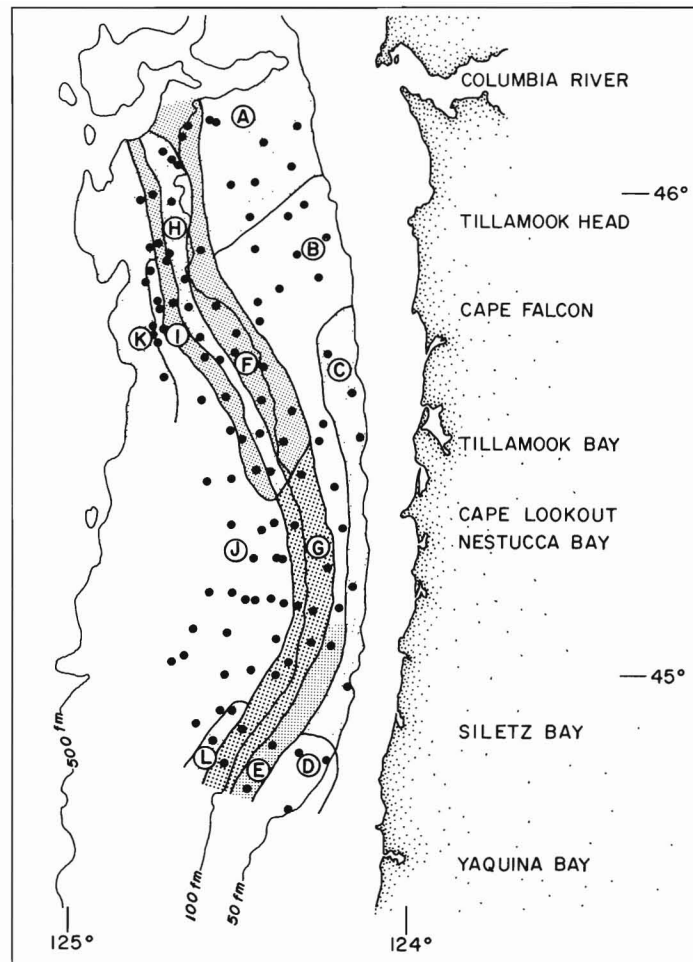 COLUMBIA RIVER
A
46°
TILLAMOOK HEAD
H
B
CAPE FALCON
K
I
F
C
TILLAMOOK BAY
CAPE LOOKOUT
NESTUCCA BAY
J
G
45°
500 fm
SILETZ BAY
L
E
D
YAQUINA BAY
100 fm
50 fm
125°
124°